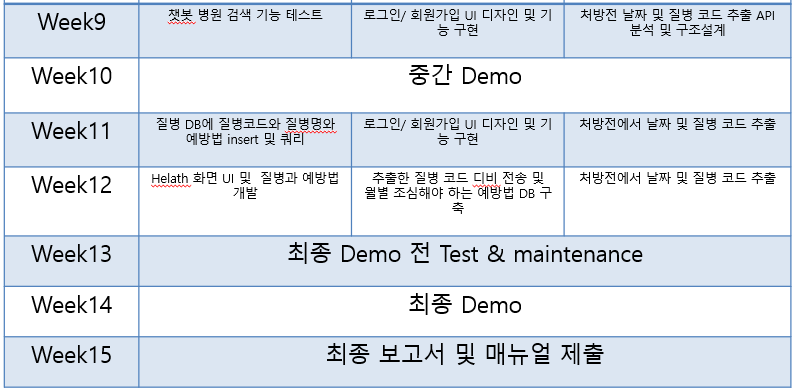 Week9
챗봇 병원 검색 기능 테스트
로그인/ 회원가입 UI 디자인 및 기
능 구현
처방전 날짜 및 질병 코드 추출 API
분석 및 구조설계
Week10
중간 Demo
Week11
질병 DB에 질병코드와 질병명와
예방법 insert 및 쿼리
로그인/ 회원가입 UI 디자인 및 기
능 구현
처방전에서 날짜 및 질병 코드 추출
Week12
Helath 화면 UI 및 질병과 예방법
개발
추출한 질병 코드 디비 전송 및
월별 조심해야 하는 예방법 DB 구
축
처방전에서 날짜 및 질병 코드 추출
Week13
최종 Demo 전 Test & maintenance
Week14
최종 Demo
Week15
최종 보고서 및 매뉴얼 제출